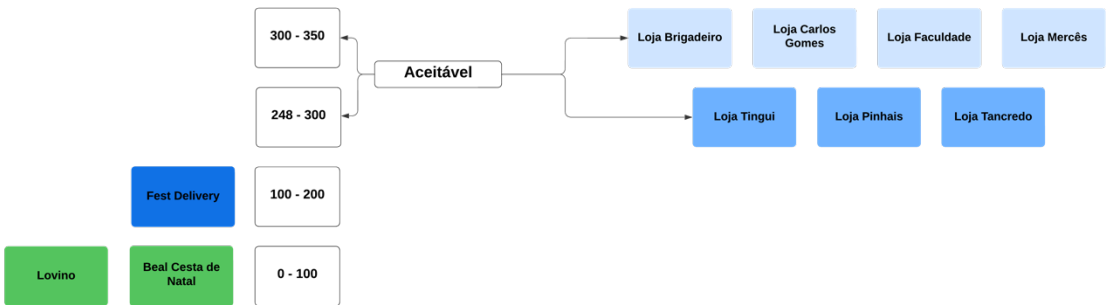 300 - 350
Aceitável
Loja Brigadeiro
Loja Carlos
Gomes
Loja Faculdade
Loja Mercês
248 - 300
Loja Tingui
Loja Pinhais
Loja Tancredo
Fest Delivery
100 - 200
Lovino
Beal Cesta de
Natal
0 - 100